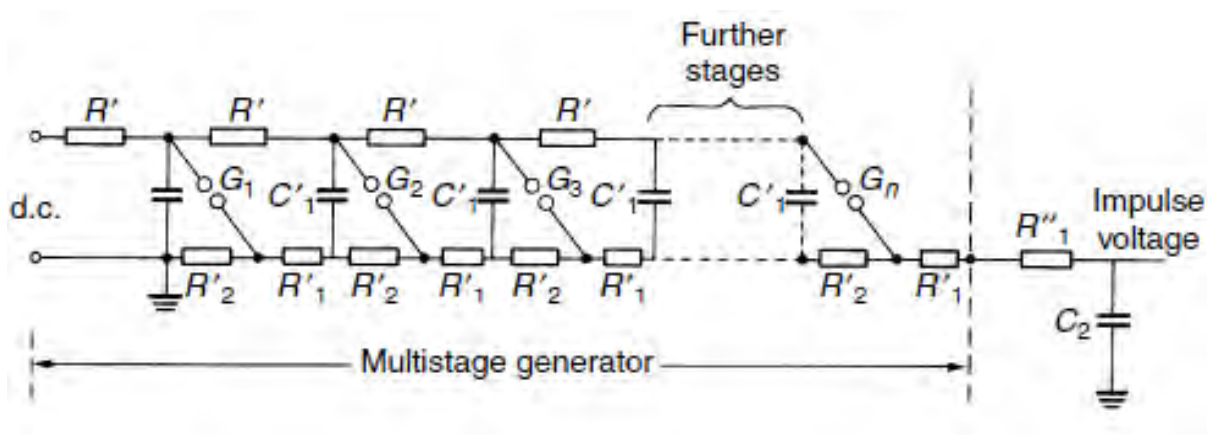 Further
stages
R′ R′ R′ R′
G₁ C′₁ G₂ C′₁ G₃ C′₁ C′₁ Gₙ
d.c.
Impulse
voltage
R″₁
R′₂ R′₁ R′₂ R′₁ R′₂ R′₁ R′₂ R′₁
C₂
Multistage generator